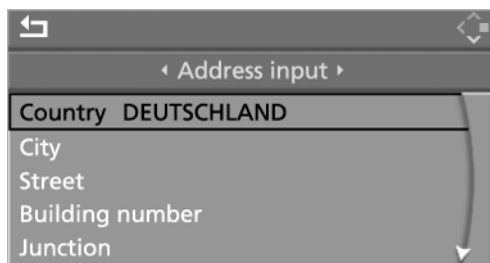 Address input
Country DEUTSCHLAND
City
Street
Building number
Junction